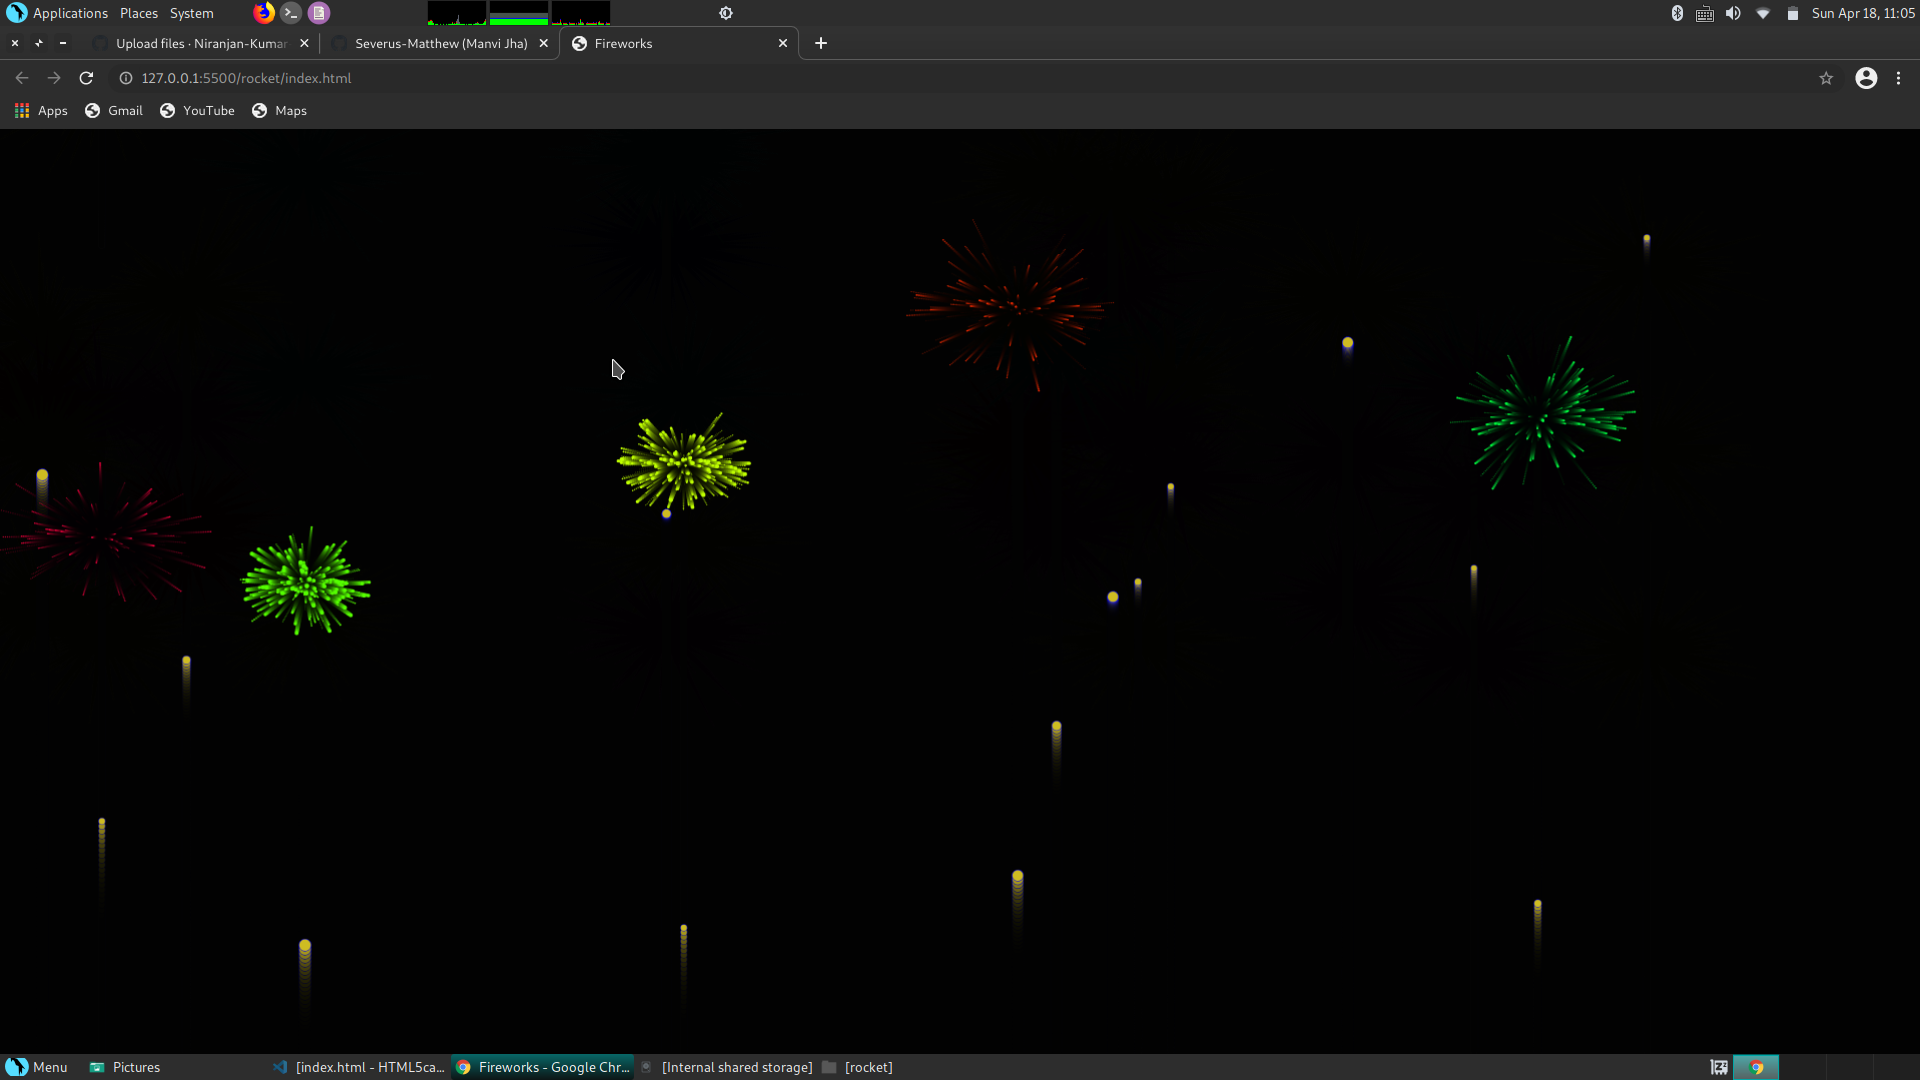 Applications Places System Sun Apr 18, 11:05
Upload files · Niranjan-Kumar Severus-Matthew (Manvi Jha) Fireworks
127.0.0.1:5500/rocket/index.html
Apps Gmail YouTube Maps
Menu Pictures [index.html - HTML5ca... Fireworks - Google Chr... [Internal shared storage] [rocket]